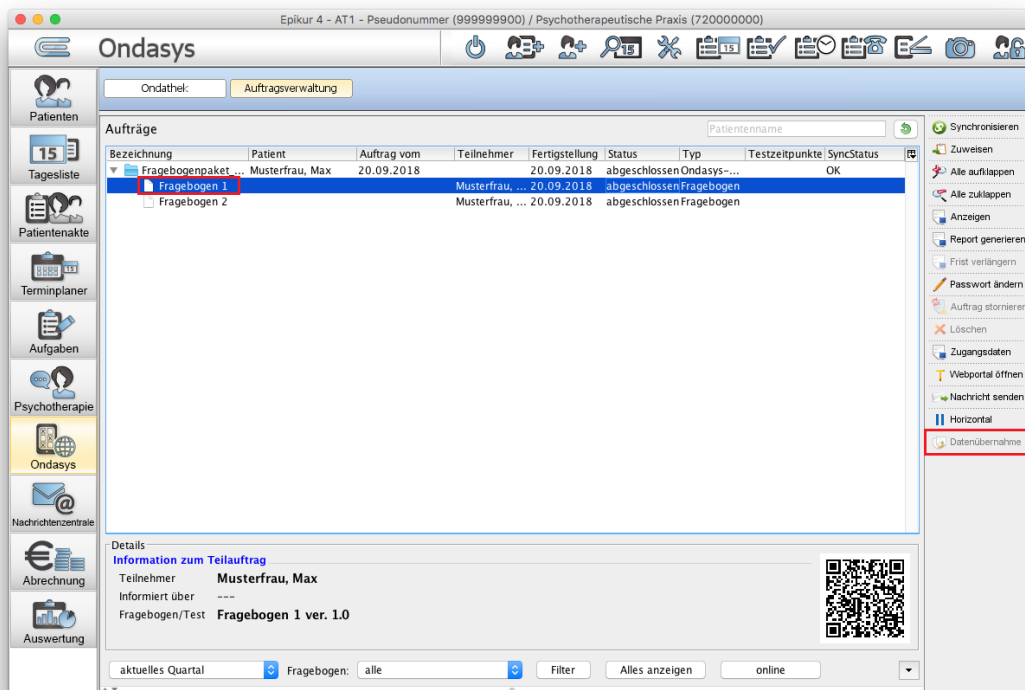 Epikur 4 - AT1 - Pseudonummer (999999900) / Psychotherapeutische Praxis (720000000)
Ondasys
15 15
Patienten
15
Tagesliste
Patientenakte
15
Terminplaner
Aufgaben
Psychotherapie
Ondasys
Nachrichtenzentrale
Abrechnung
Auswertung
Ondathek Auftragsverwaltung
Aufträge Patientenname
Bezeichnung Patient Auftrag vom Teilnehmer Fertigstellung Status Typ Testzeitpunkte SyncStatus
Fragebogenpaket_... Musterfrau, Max 20.09.2018 20.09.2018 abgeschlossen Ondasys-... OK
Fragebogen 1 Musterfrau, ... 20.09.2018 abgeschlossen Fragebogen
Fragebogen 2 Musterfrau, ... 20.09.2018 abgeschlossen Fragebogen
Details
Information zum Teilauftrag
Teilnehmer Musterfrau, Max
Informiert über ---
Fragebogen/Test Fragebogen 1 ver. 1.0
aktuelles Quartal Fragebogen: alle Filter Alles anzeigen online
Synchronisieren
Zuweisen
Alle aufklappen
Alle zuklappen
Anzeigen
Report generieren
Frist verlängern
Passwort ändern
Auftrag stornieren
Löschen
Zugangsdaten
Webportal öffnen
Nachricht senden
Horizontal
Datenübernahme